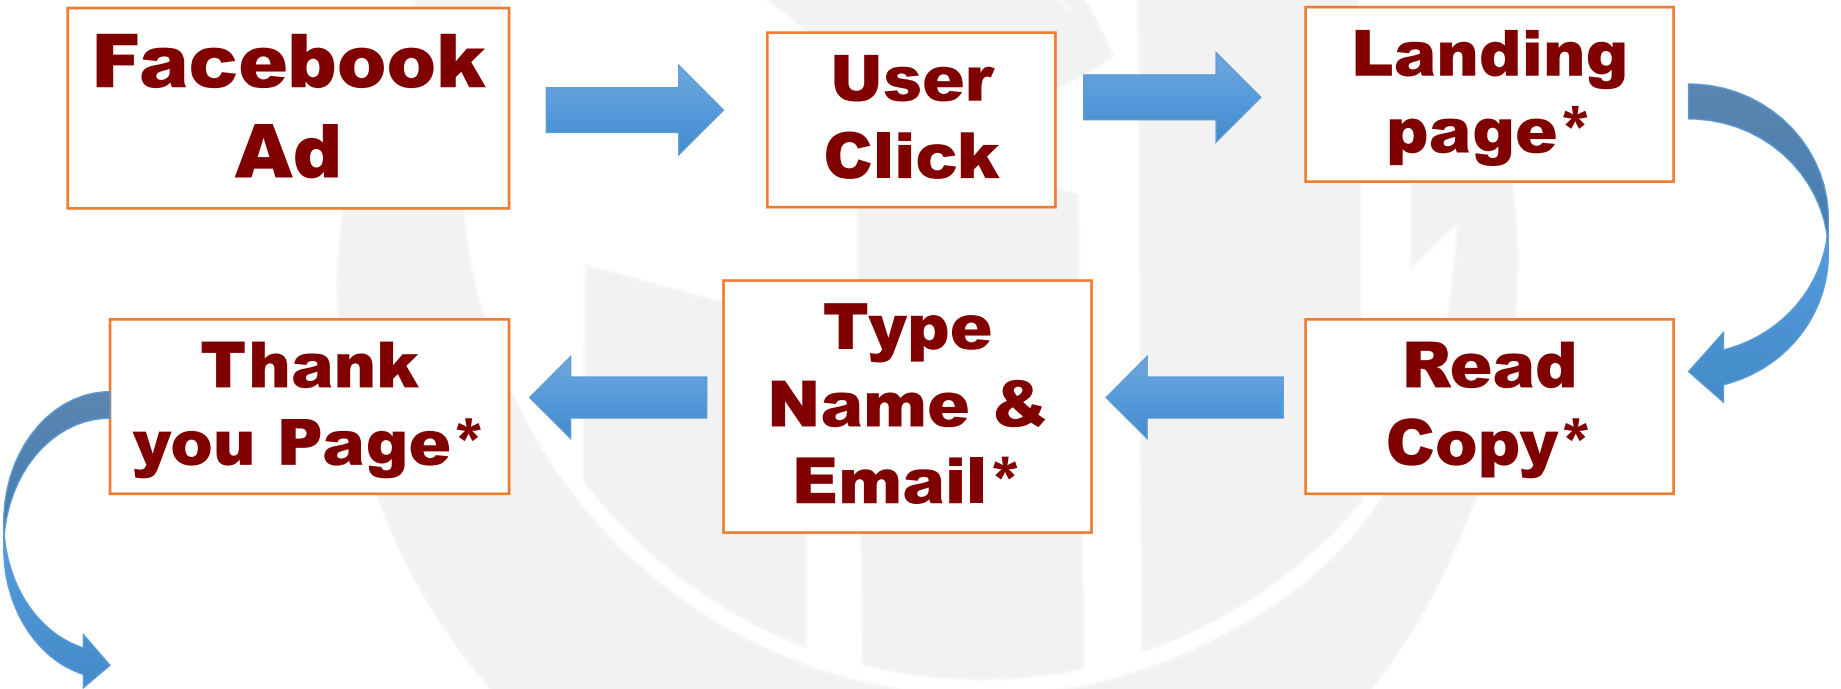 Facebook
Ad
User
Click
Landing
page*
Read
Copy*
Type
Name &
Email*
Thank
you Page*